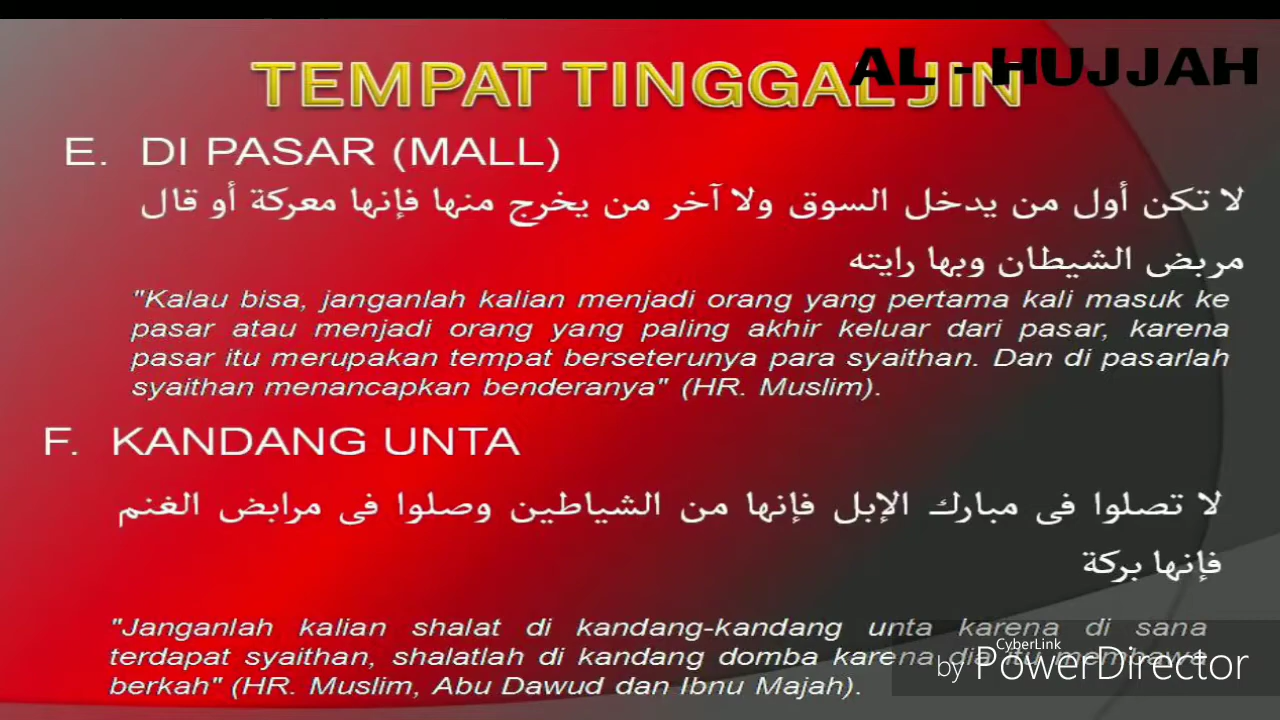 TEMPAT TINGGAL JIN
AL - HUJJAH
E. DI PASAR (MALL)
لا تكن أول من يدخل السوق ولا آخر من يخرج منها فإنها معركة أو قال
مربض الشيطان وبها رايته
"Kalau bisa, janganlah kalian menjadi orang yang pertama kali masuk ke
pasar atau menjadi orang yang paling akhir keluar dari pasar, karena
pasar itu merupakan tempat berseterunya para syaithan. Dan di pasarlah
syaithan menancapkan benderanya" (HR. Muslim).
F. KANDANG UNTA
لا تصلوا فى مبارك الإبل فإنها من الشياطين وصلوا فى مرابض الغنم
فإنها بركة
"Janganlah kalian shalat di kandang-kandang unta karena di sana
terdapat syaithan, shalatlah di kandang domba karena dia itu membawa
berkah" (HR. Muslim, Abu Dawud dan Ibnu Majah).
CyberLink
by PowerDirector